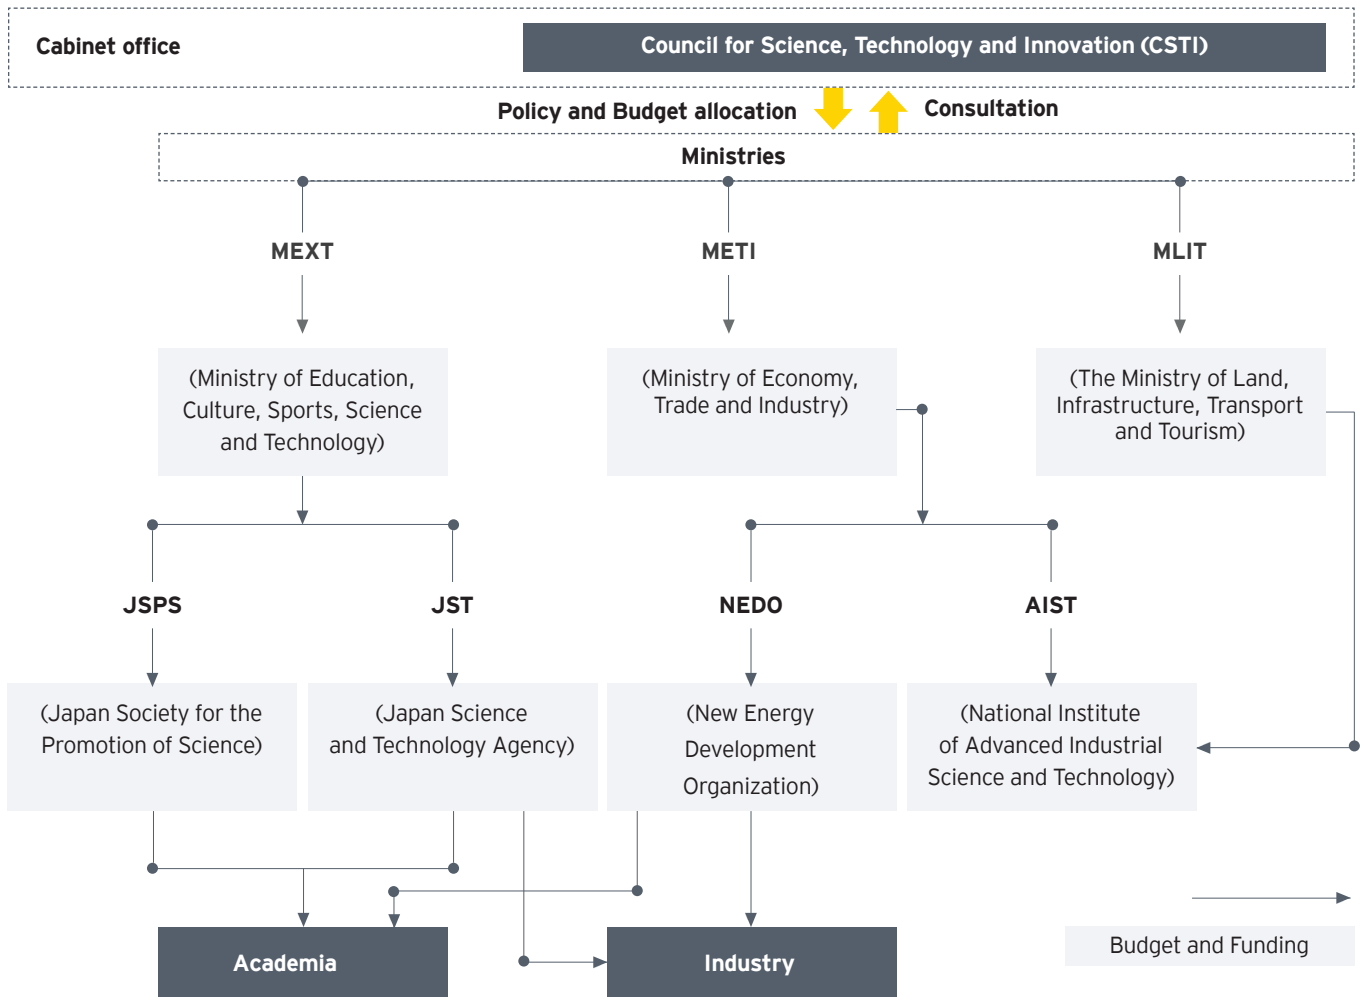 Cabinet office
Council for Science, Technology and Innovation (CSTI)
Policy and Budget allocation
Consultation
Ministries
MEXT
METI
MLIT
(Ministry of Education,
Culture, Sports, Science
and Technology)
(Ministry of Economy,
Trade and Industry)
(The Ministry of Land,
Infrastructure, Transport
and Tourism)
JSPS
JST
NEDO
AIST
(Japan Society for the
Promotion of Science)
(Japan Science
and Technology Agency)
(New Energy
Development
Organization)
(National Institute
of Advanced Industrial
Science and Technology)
Academia
Industry
Budget and Funding